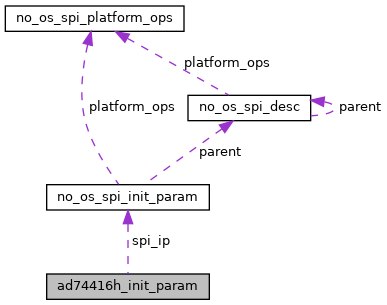 no_os_spi_platform_ops
platform_ops
no_os_spi_desc
platform_ops
parent
parent
no_os_spi_init_param
spi_ip
ad74416h_init_param